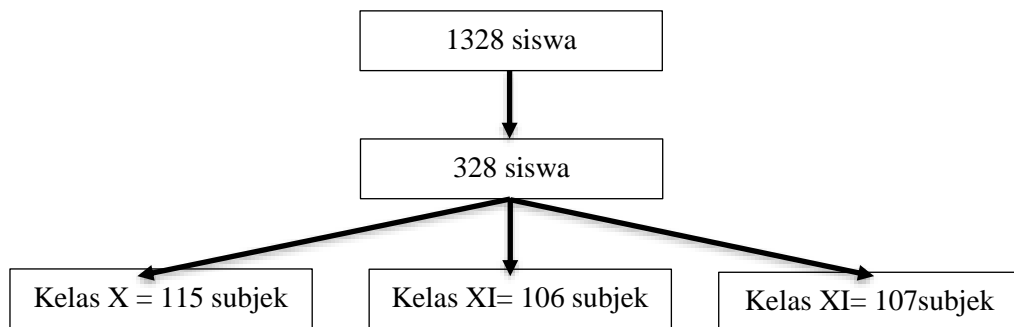 1328 siswa
328 siswa
Kelas X = 115 subjek
Kelas XI= 106 subjek
Kelas XI= 107subjek